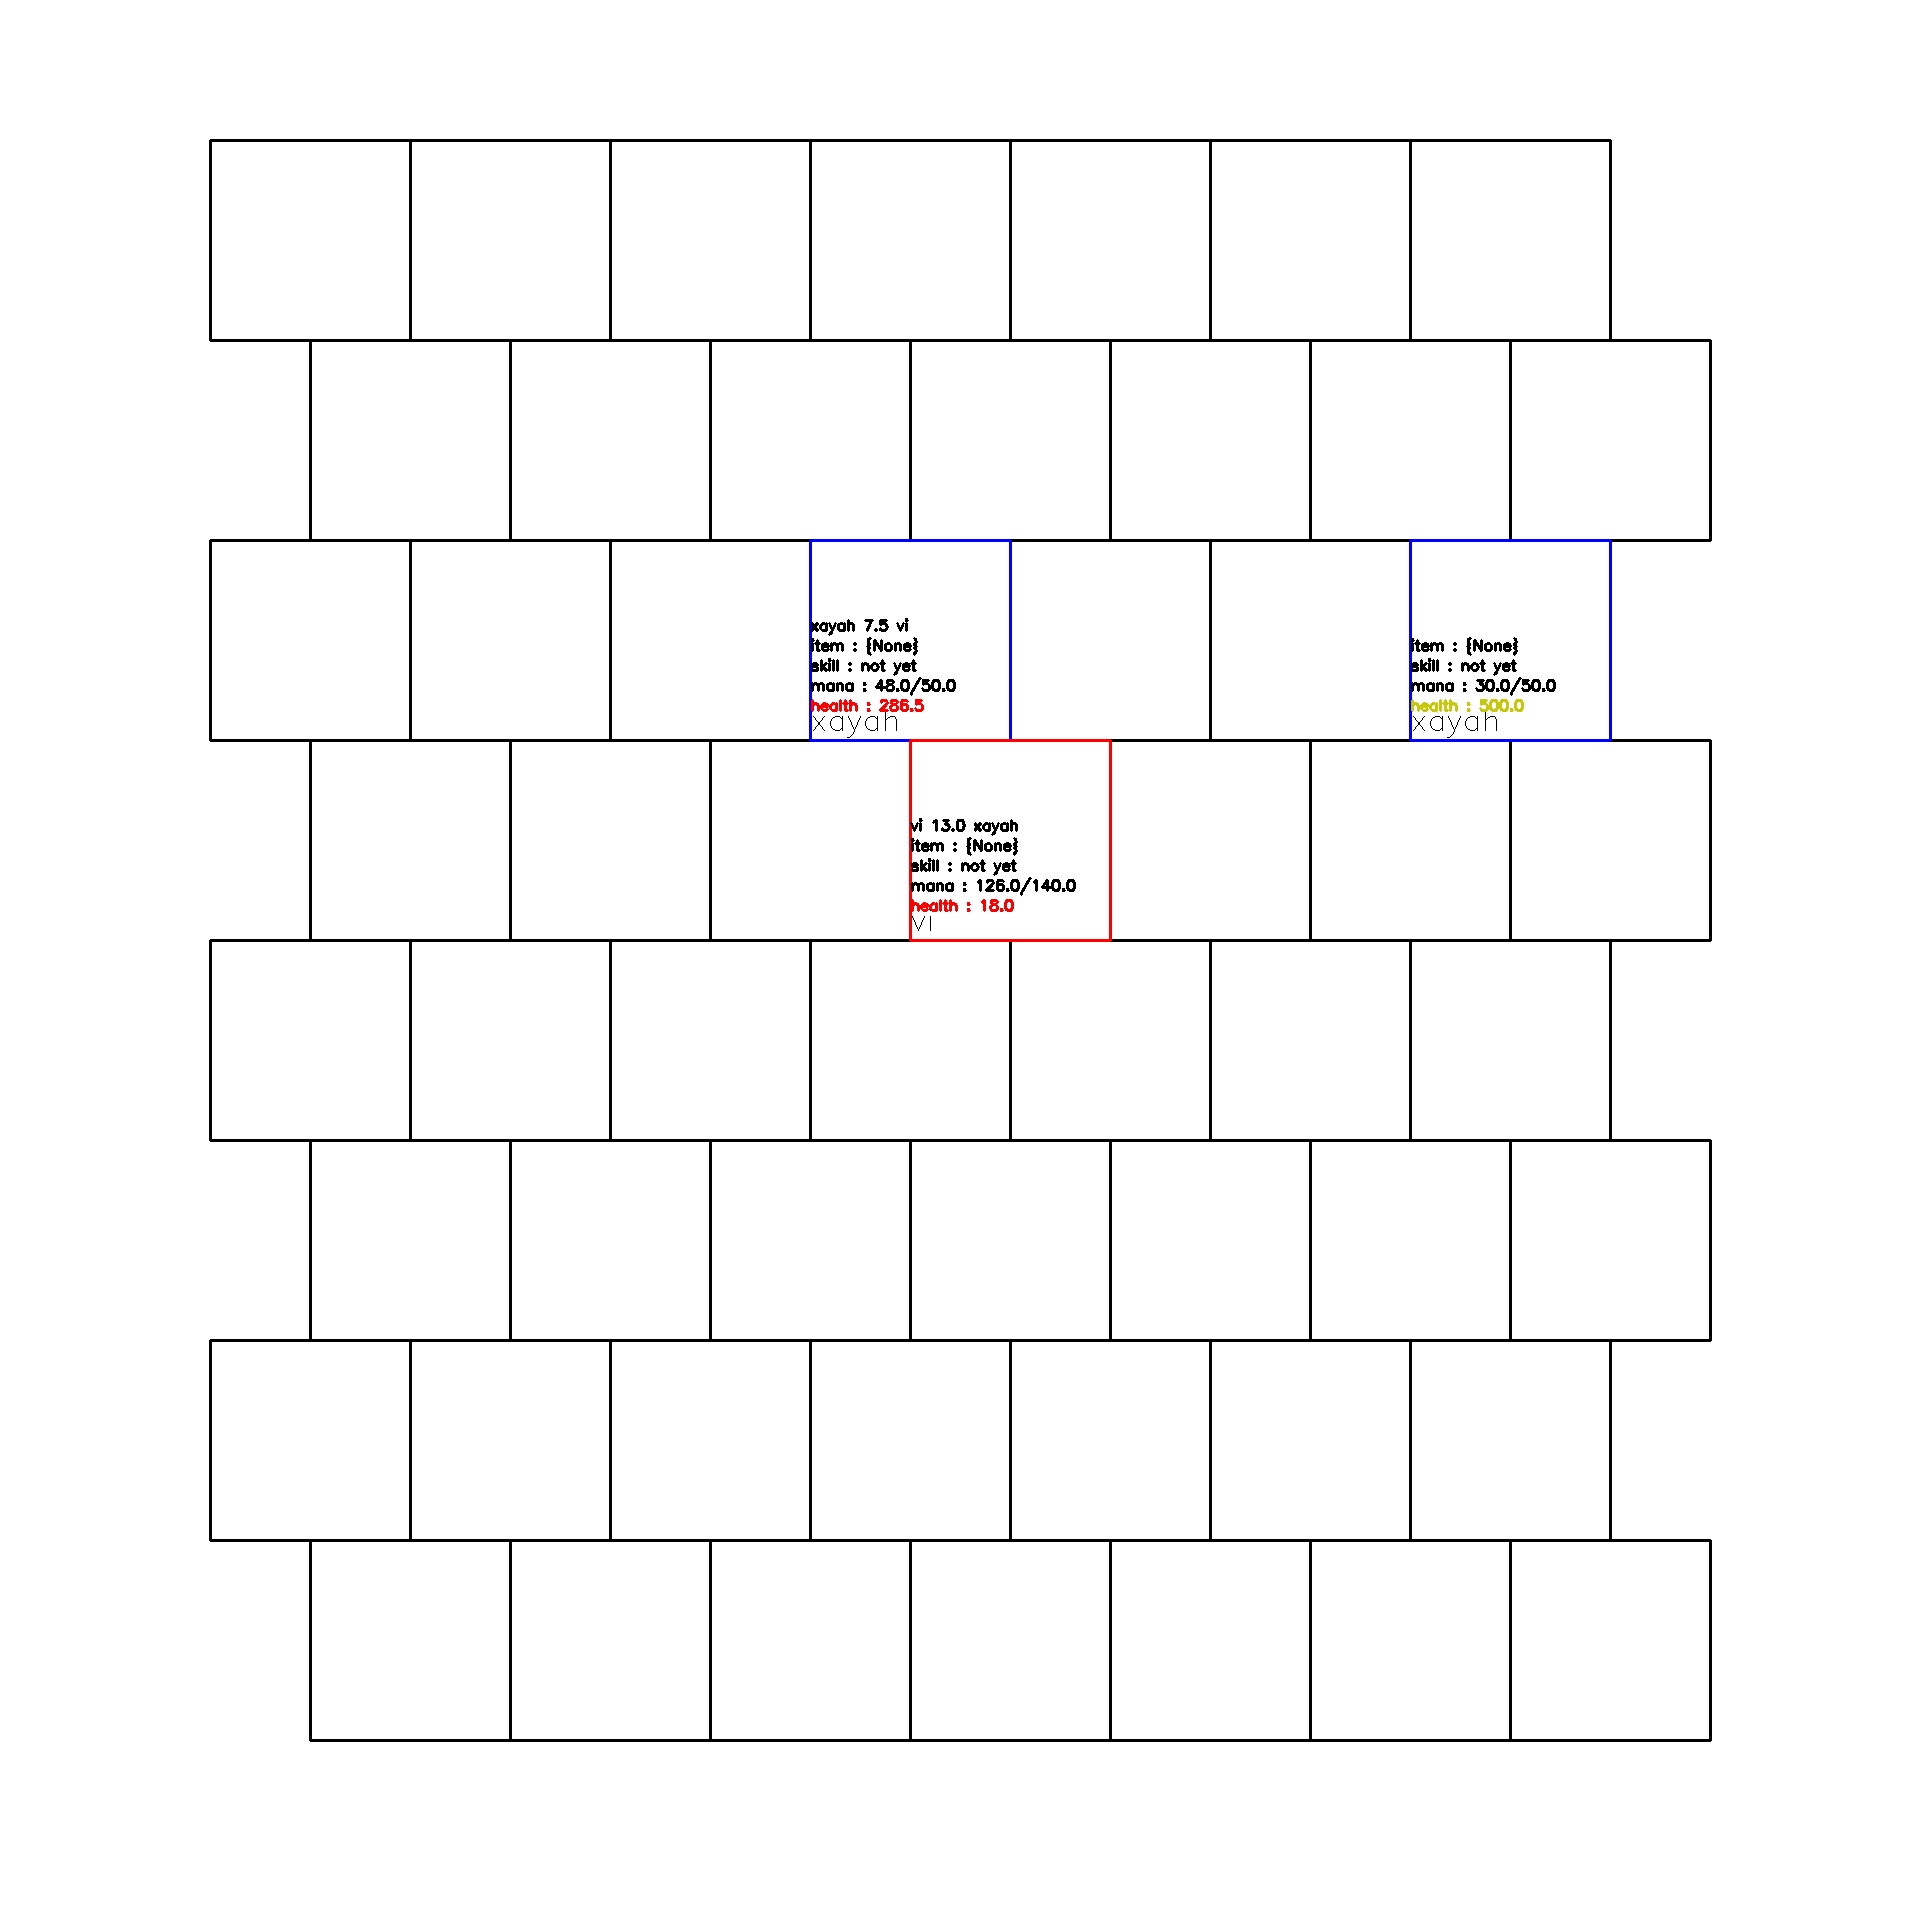 xayah 7.5 vi
item : {None}
skill : not yet
mana : 48.0/50.0
health : 286.5
xayah
item : {None}
skill : not yet
mana : 30.0/50.0
health : 500.0
xayah
vi 13.0 xayah
item : {None}
skill : not yet
mana : 126.0/140.0
health : 18.0
vi